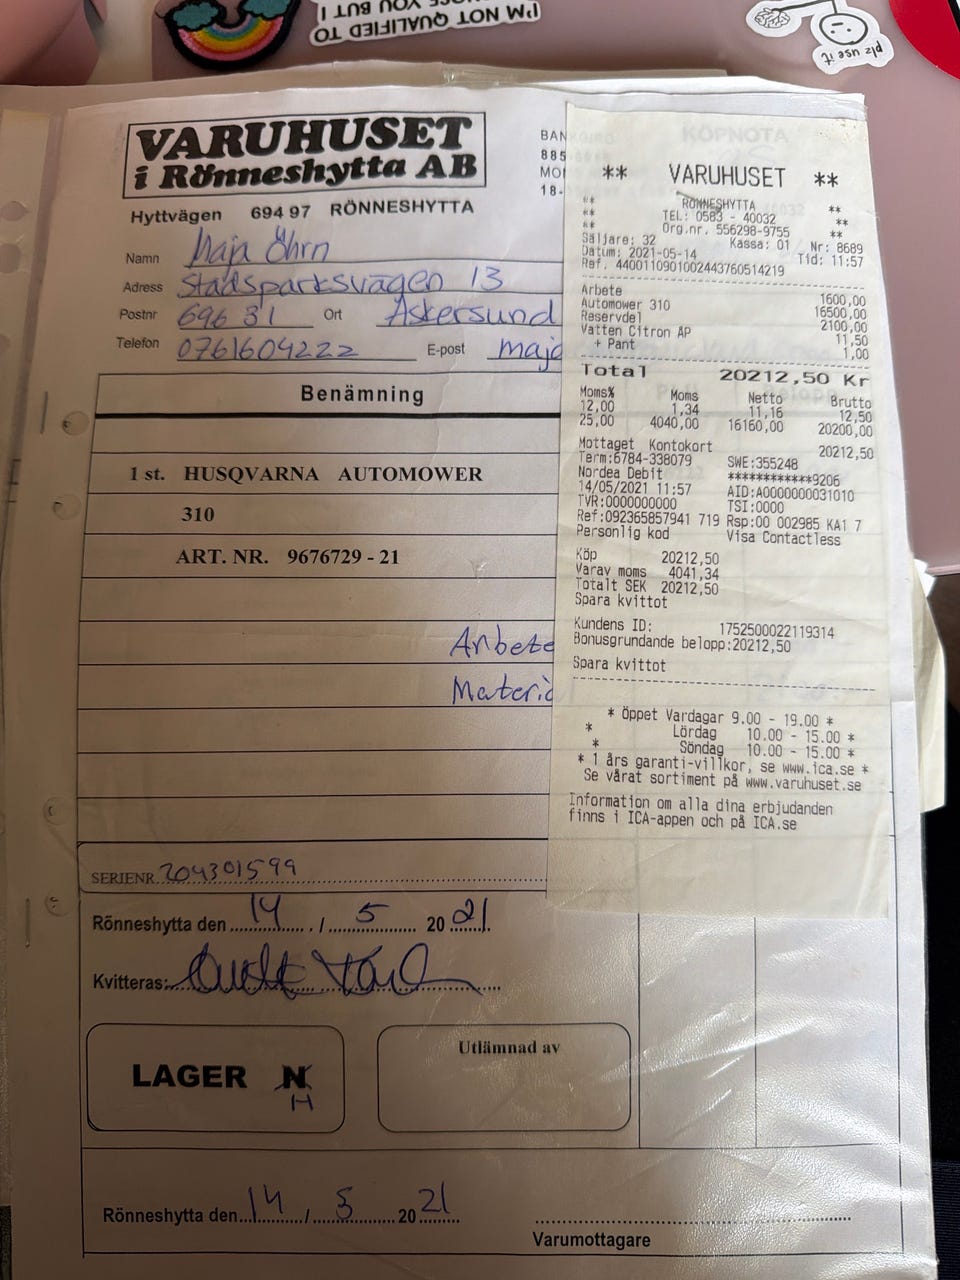 I'M NOT QUALIFIED TO
plz use it
VARUHUSET
i Rönneshytta AB
Hyttvägen 694 97 RÖNNESHYTTA
BAN
885
18-
KÖPNOTA
Namn Maja Öhrn
Adress Stadsparksvägen 13
Postnr 696 31 Ort Askersund
Telefon 0761604222 E-post maja
Benämning
1 st. HUSQVARNA AUTOMOWER
310
ART. NR. 9676729 - 21
Arbete
Materia
SERIENR 204301599
Rönneshytta den 14 / 5 2021
Kvitteras:
LAGER N
H
Utlämnad av
Rönneshytta den 14 / 5 2021
Varumottagare
** VARUHUSET **
** RÖNNESHYTTA **
** TEL: 0583 - 40032 **
** Org.nr. 556298-9755 **
Säljare: 32 Kassa: 01 Nr: 8689
Datum: 2021-05-14 Tid: 11:57
Ref. 4400110901002443760514219
Arbete 1600,00
Automower 310 16500,00
Reservdel 2100,00
Vatten Citron ÄP 11,50
+ Pant 1,00
Total 20212,50 Kr
Moms% Moms Netto Brutto
12,00 1,34 11,16 12,50
25,00 4040,00 16160,00 20200,00
Mottaget Kontokort 20212,50
Term:6784-338079 SWE:355248
Nordea Debit ************9206
14/05/2021 11:57 AID:A0000000031010
TVR:0000000000 TSI:0000
Ref:092365857941 719 Rsp:00 002985 KA1 7
Personlig kod Visa Contactless
Köp 20212,50
Varav moms 4041,34
Totalt SEK 20212,50
Spara kvittot
Kundens ID: 1752500022119314
Bonusgrundande belopp:20212,50
Spara kvittot
* Öppet Vardagar 9.00 - 19.00 *
* Lördag 10.00 - 15.00 *
* Söndag 10.00 - 15.00 *
* 1 års garanti-villkor, se www.ica.se *
Se vårat sortiment på www.varuhuset.se
Information om alla dina erbjudanden
finns i ICA-appen och på ICA.se